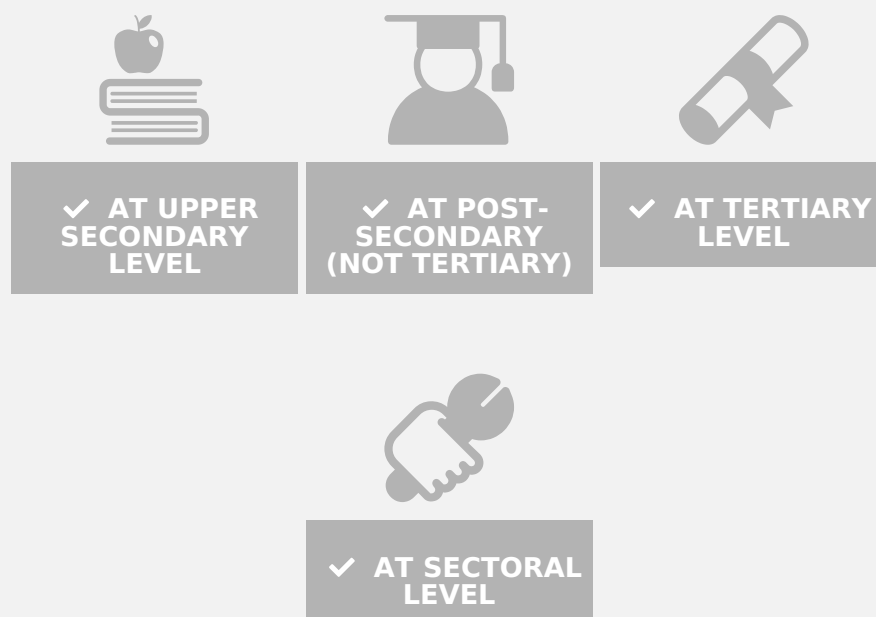 ✓ AT UPPER
SECONDARY
LEVEL
✓ AT POST-
SECONDARY
(NOT TERTIARY)
✓ AT TERTIARY
LEVEL
✓ AT SECTORAL
LEVEL